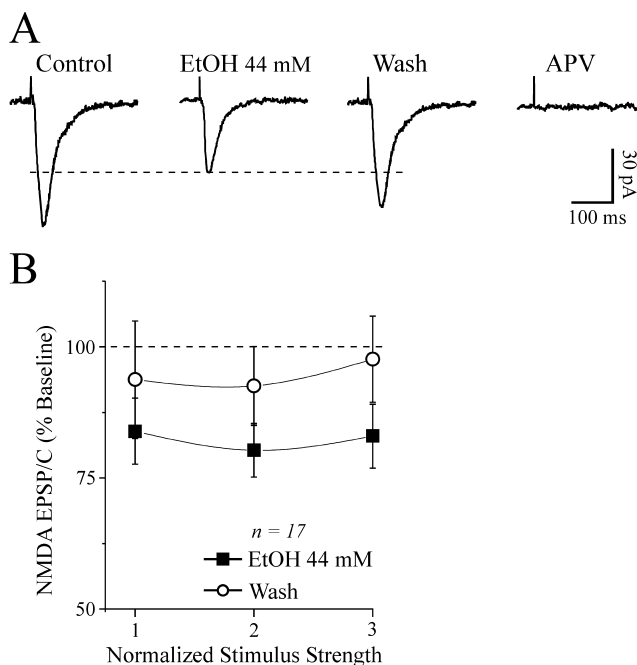 A
Control
EtOH 44 mM
Wash
APV
30 pA
100 ms
B
NMDA EPSP/C (% Baseline)
100
75
50
n = 17
EtOH 44 mM
Wash
1 2 3
Normalized Stimulus Strength